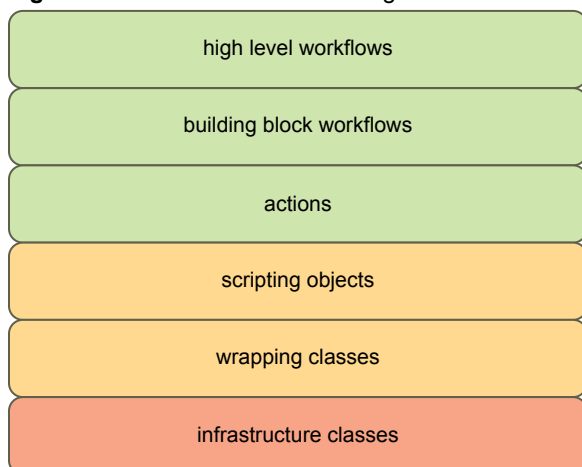 high level workflows
building block workflows
actions
scripting objects
wrapping classes
infrastructure classes